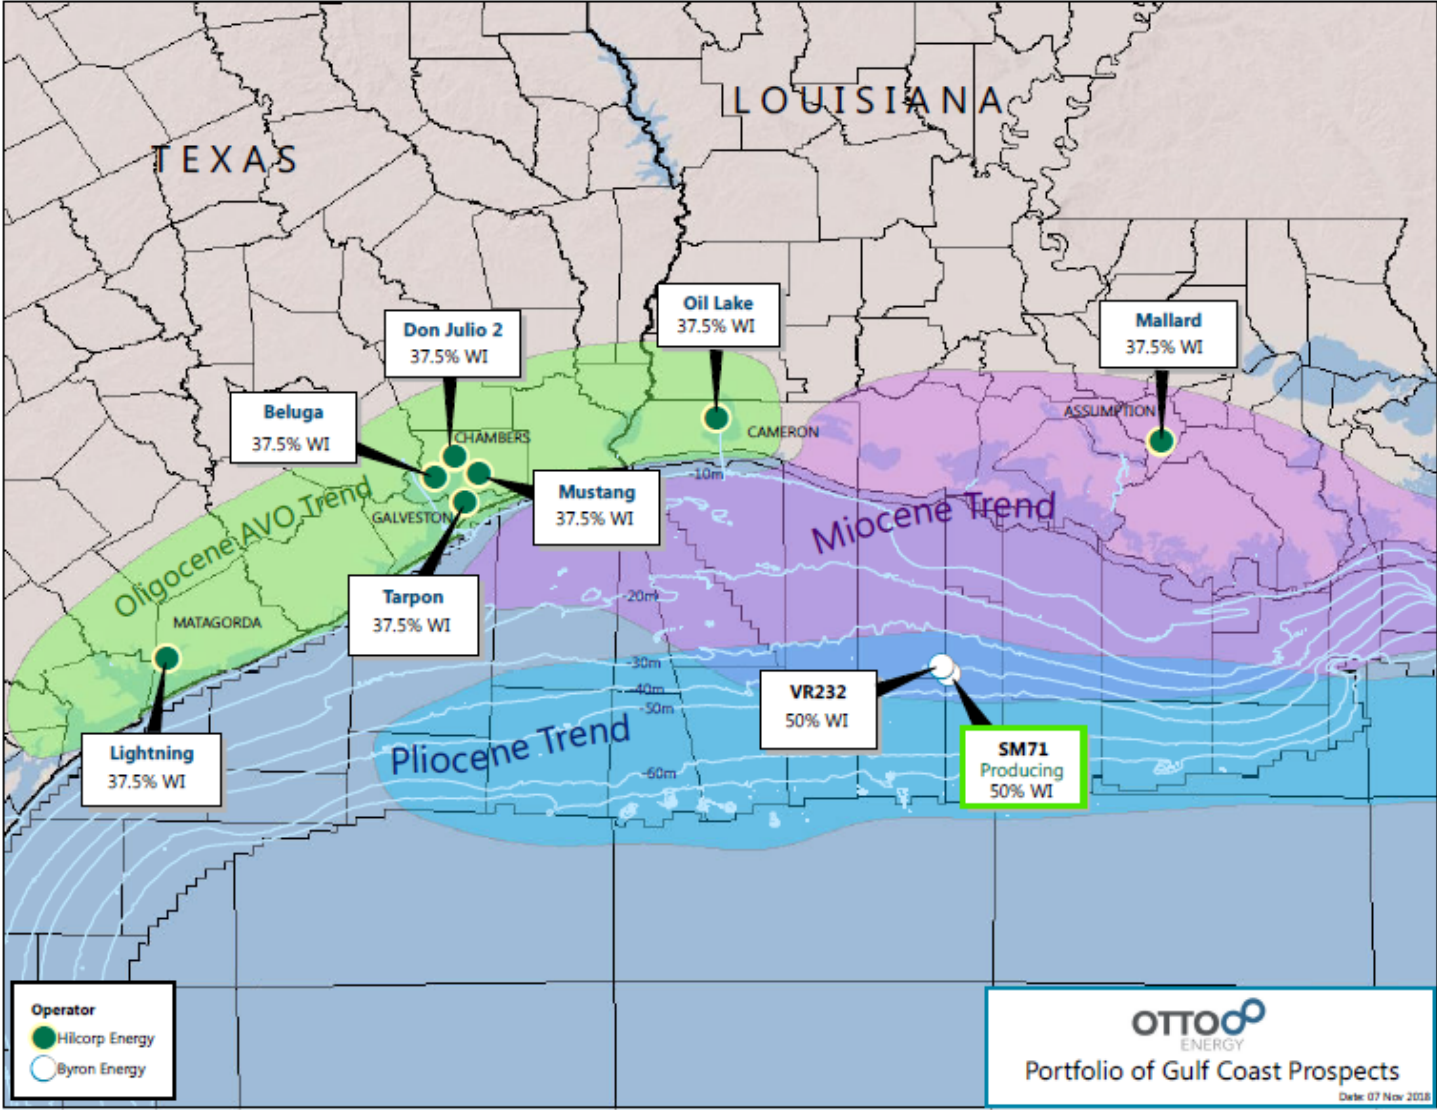 LOUISIANA
TEXAS
Oil Lake
37.5% WI
Don Julio 2
37.5% WI
Mallard
37.5% WI
Beluga
37.5% WI
ASSUMPTION
CHAMBERS
CAMERON
-10m
Mustang
37.5% WI
Oligocene AVO Trend
GALVESTON
Miocene Trend
Tarpon
37.5% WI
-20m
MATAGORDA
-30m
-40m
-50m
VR232
50% WI
Pliocene Trend
Lightning
37.5% WI
SM71
Producing
50% WI
-60m
Operator
Hilcorp Energy
Byron Energy
OTTO
ENERGY
Portfolio of Gulf Coast Prospects
Date: 07 Nov 2018